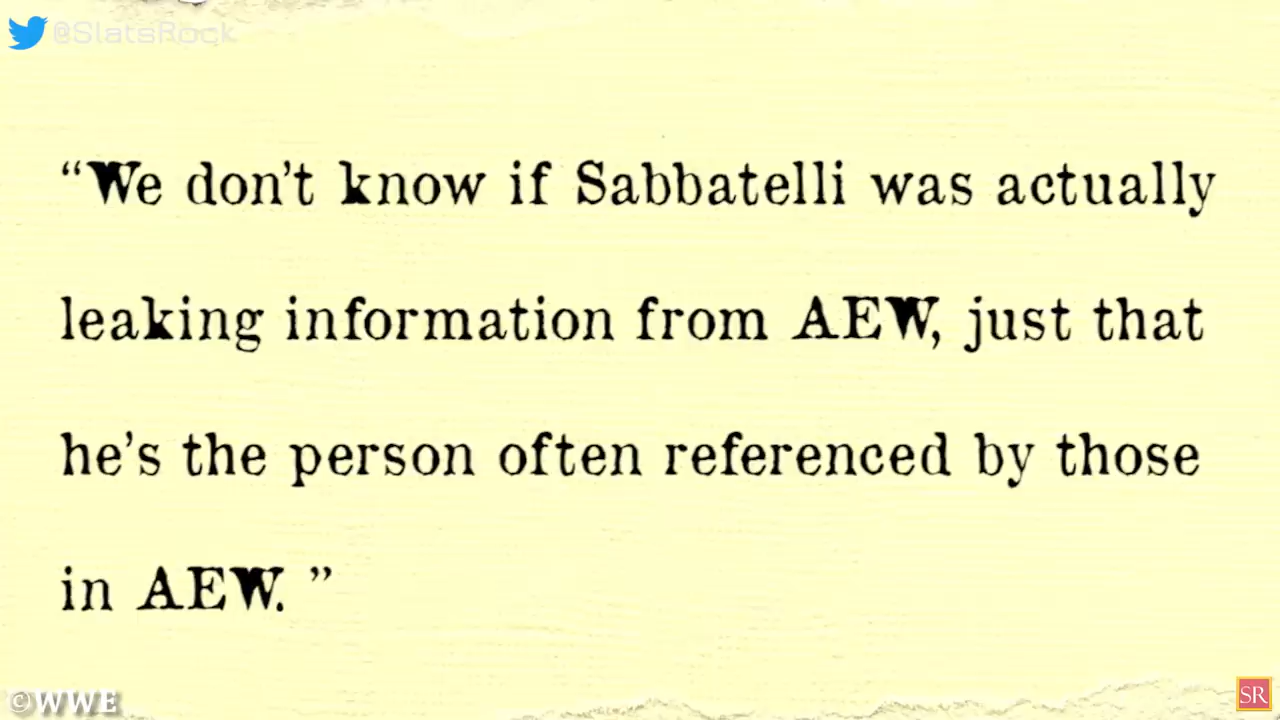 @SlatsRock
“We don’t know if Sabbatelli was actually
leaking information from AEW, just that
he’s the person often referenced by those
in AEW. ”
©WWE
SR